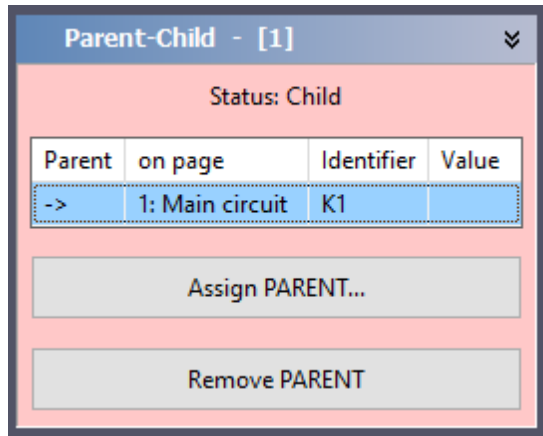 Parent-Child - [1]
Status: Child
Parent on page Identifier Value
-> 1: Main circuit K1
Assign PARENT...
Remove PARENT